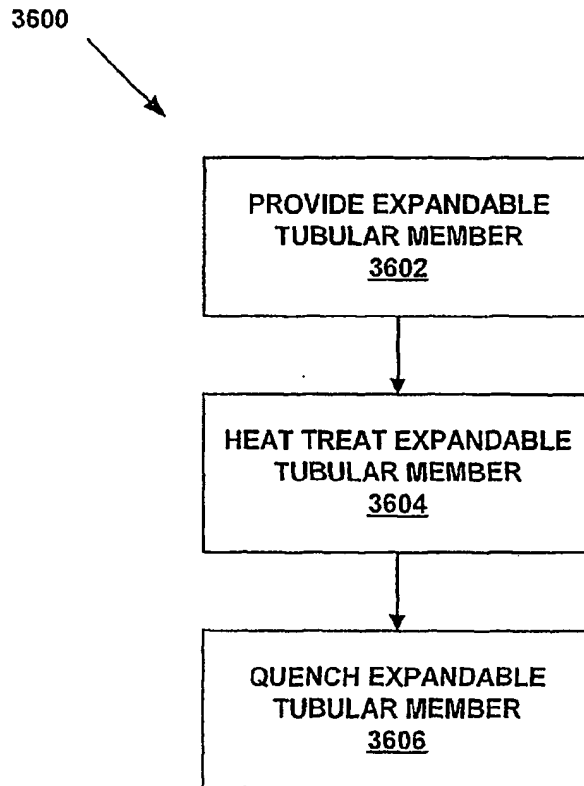 3600
PROVIDE EXPANDABLE
TUBULAR MEMBER
3602
HEAT TREAT EXPANDABLE
TUBULAR MEMBER
3604
QUENCH EXPANDABLE
TUBULAR MEMBER
3606